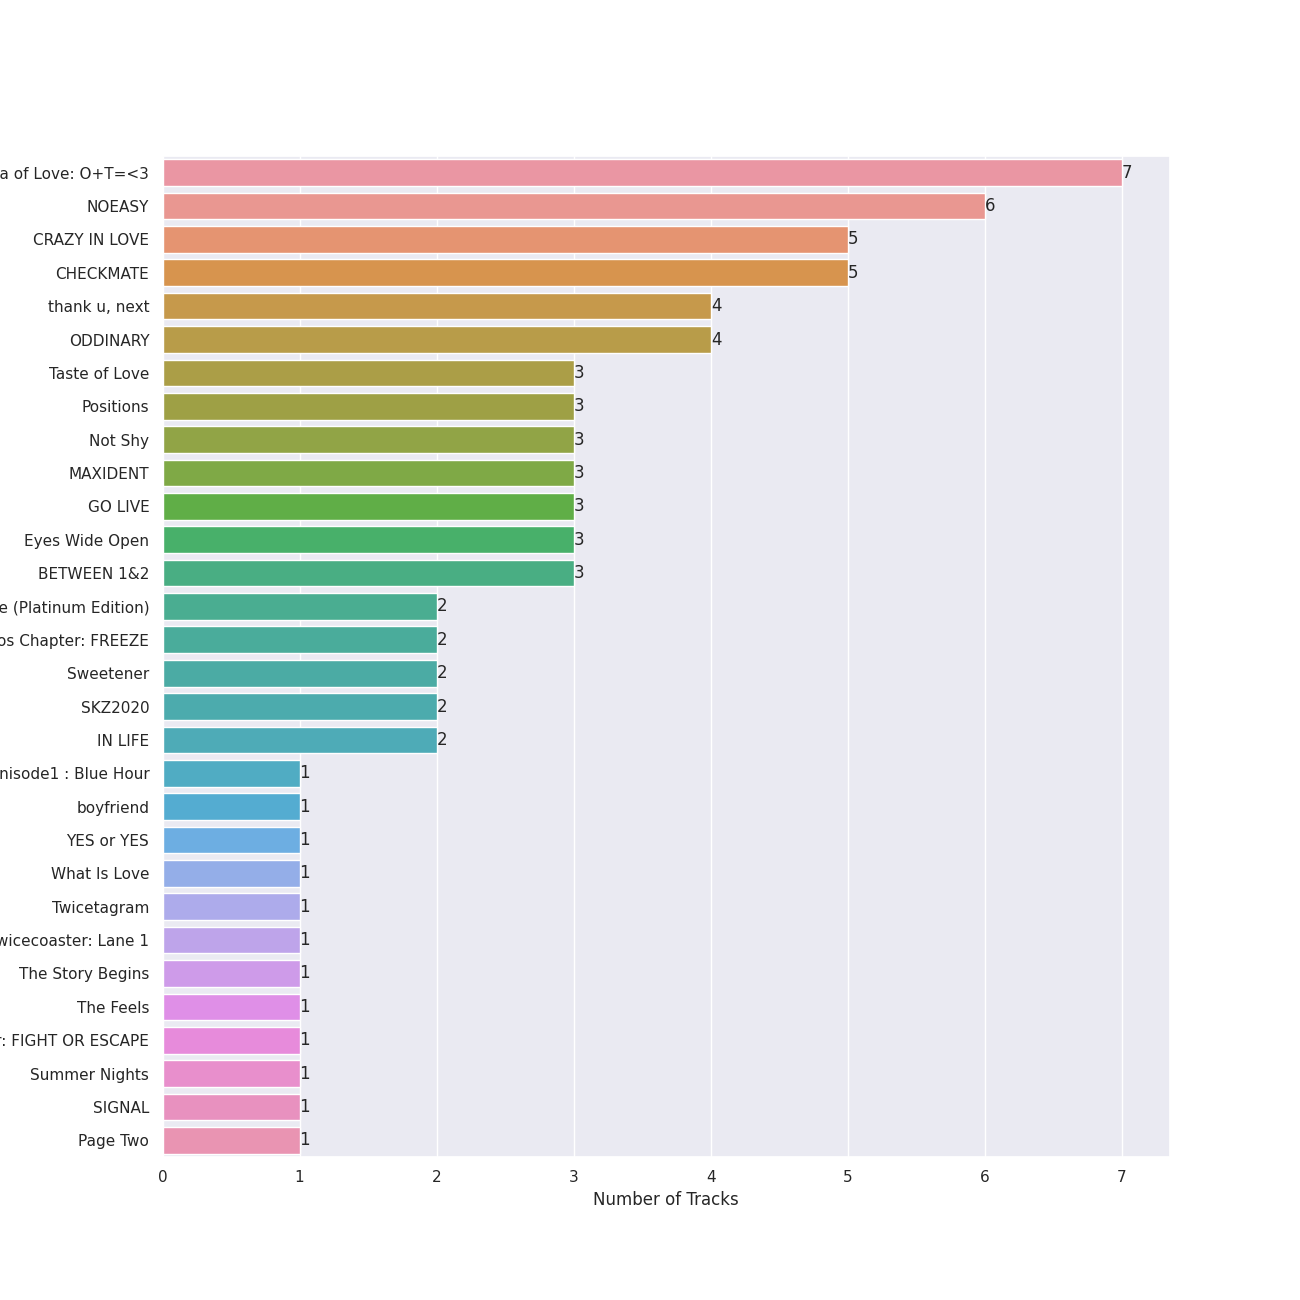 a of Love: O+T=<3 7
NOEASY 6
CRAZY IN LOVE 5
CHECKMATE 5
thank u, next 4
ODDINARY 4
Taste of Love 3
Positions 3
Not Shy 3
MAXIDENT 3
GO LIVE 3
Eyes Wide Open 3
BETWEEN 1&2 3
e (Platinum Edition) 2
os Chapter: FREEZE 2
Sweetener 2
SKZ2020 2
IN LIFE 2
nisode1 : Blue Hour 1
boyfriend 1
YES or YES 1
What Is Love 1
Twicetagram 1
wicecoaster: Lane 1 1
The Story Begins 1
The Feels 1
r: FIGHT OR ESCAPE 1
Summer Nights 1
SIGNAL 1
Page Two 1
0 1 2 3 4 5 6 7
Number of Tracks